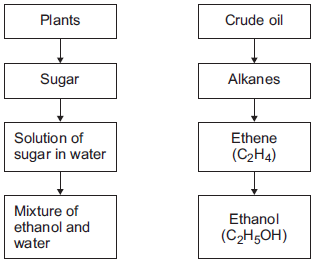 Plants
Sugar
Solution of
sugar in water
Mixture of
ethanol and
water
Crude oil
Alkanes
Ethene
(C₂H₄)
Ethanol
(C₂H₅OH)